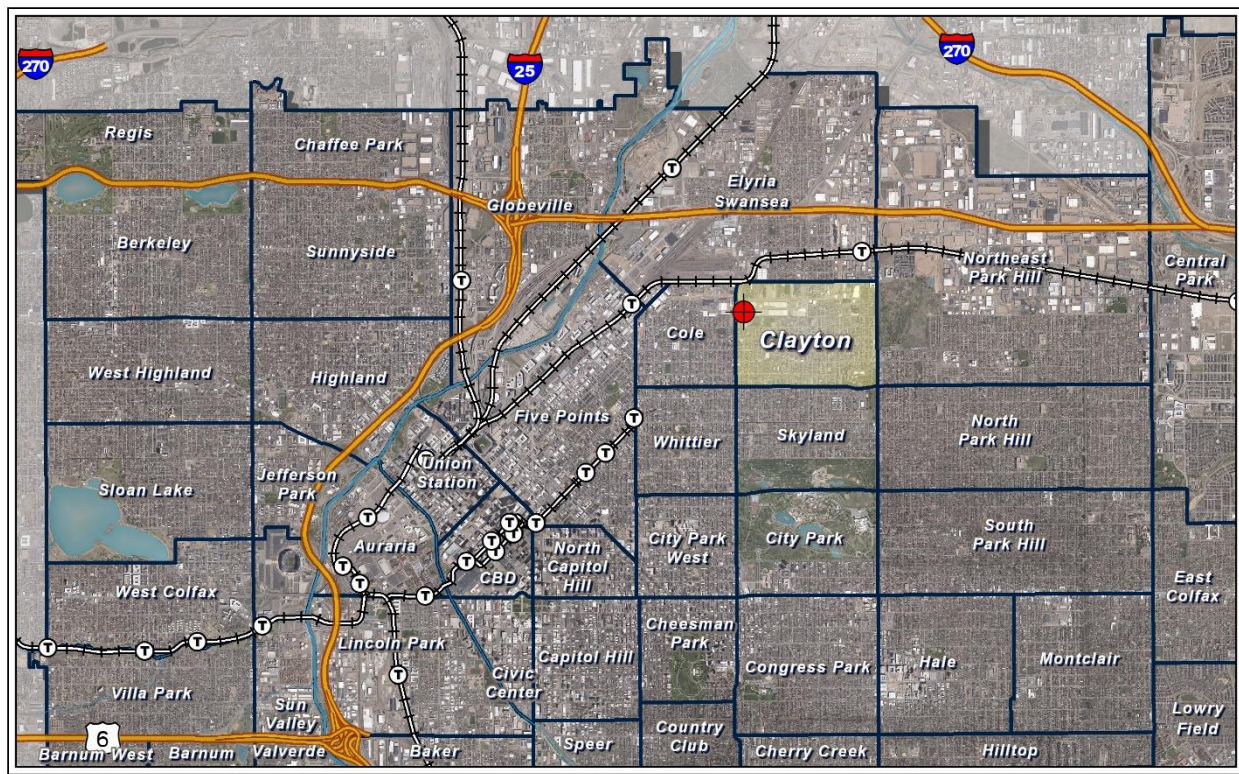 270
25
270
Regis
Chaffee Park
Elyria
Swansea
Globeville
Berkeley
Sunnyside
Northeast
Park Hill
Central
Park
T
T
T
T
T
Cole
Clayton
West Highland
Highland
Five Points
T
Whittier
Skyland
North
Park Hill
Union
Station
T
T
T
Sloan Lake
Jefferson
Park
T
T
T
T
T
T
T
Auraria
CBD
North
Capitol
Hill
City Park
West
City Park
South
Park Hill
T
T
T
West Colfax
East
Colfax
T
T
T
T
Lincoln Park
Cheesman
Park
Capitol Hill
Congress Park
Hale
Montclair
T
Villa Park
Civic
Center
Sun
Valley
Lowry
Field
6
Barnum West
Barnum
Valverde
Baker
Speer
Country
Club
Cherry Creek
Hilltop